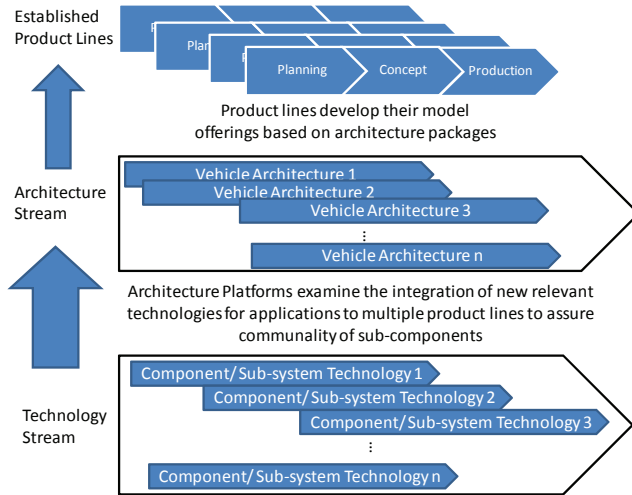 Established
Product Lines
P
Plan
P
Planning
Concept
Production
Product lines develop their model
offerings based on architecture packages
Architecture
Stream
Vehicle Architecture 1
Vehicle Architecture 2
Vehicle Architecture 3
...
Vehicle Architecture n
Architecture Platforms examine the integration of new relevant
technologies for applications to multiple product lines to assure
communality of sub-components
Technology
Stream
Component/ Sub-system Technology 1
Component/ Sub-system Technology 2
Component/ Sub-system Technology 3
...
Component/ Sub-system Technology n